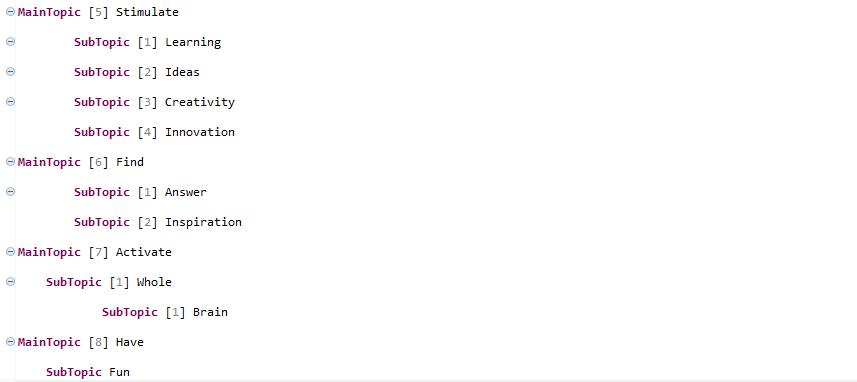 MainTopic [5] Stimulate
SubTopic [1] Learning
SubTopic [2] Ideas
SubTopic [3] Creativity
SubTopic [4] Innovation
MainTopic [6] Find
SubTopic [1] Answer
SubTopic [2] Inspiration
MainTopic [7] Activate
SubTopic [1] Whole
SubTopic [1] Brain
MainTopic [8] Have
SubTopic Fun